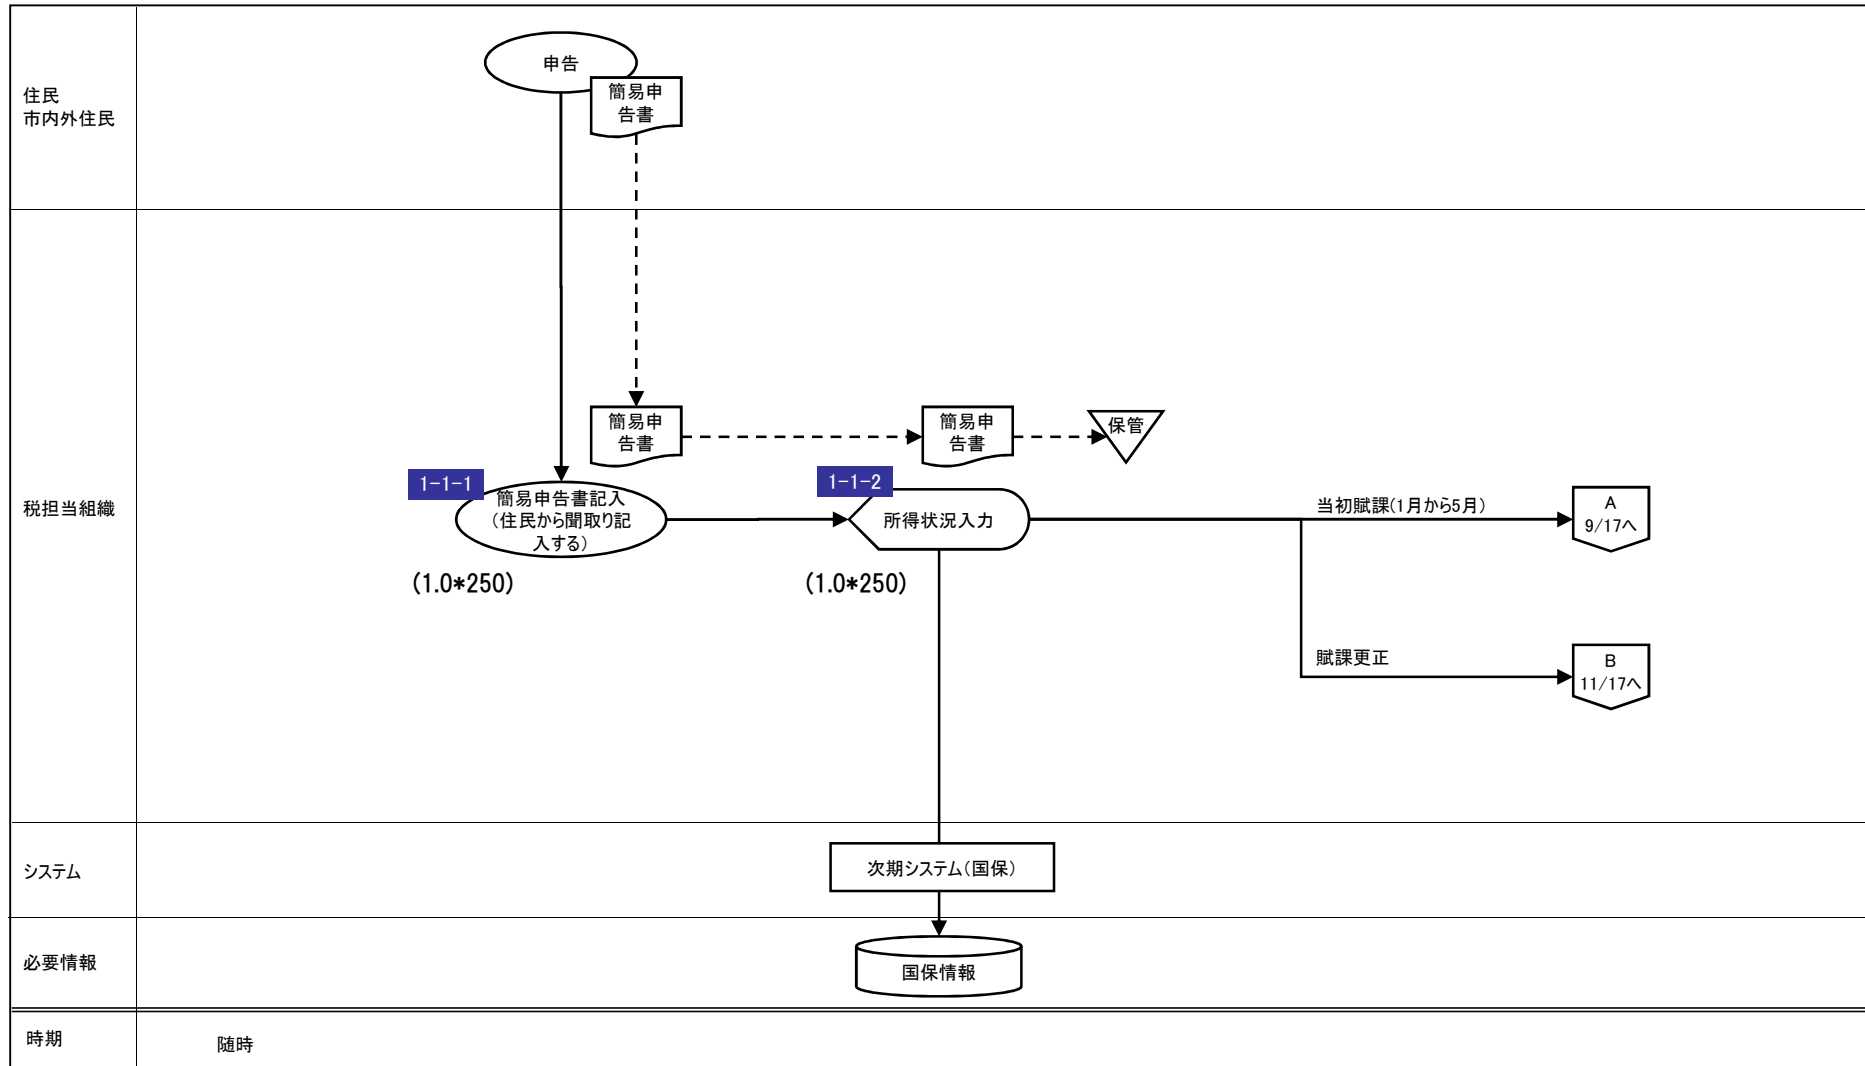 住民
市内外住民
申告
簡易申
告書
税担当組織
簡易申
告書
簡易申
告書
保管
1-1-1
簡易申告書記入
(住民から聞取り記
入する)
(1.0*250)
1-1-2
所得状況入力
(1.0*250)
当初賦課(1月から5月)
A
9/17へ
賦課更正
B
11/17へ
システム
次期システム(国保)
必要情報
国保情報
時期
随時